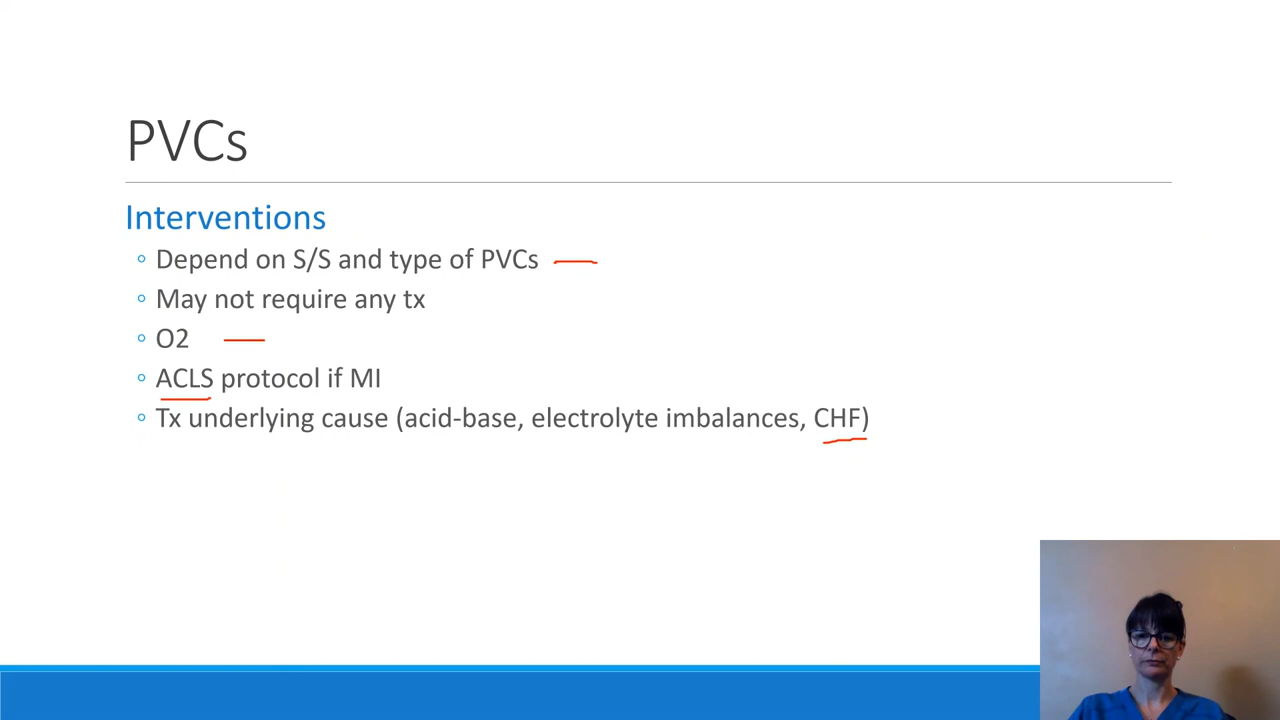 PVCs
Interventions
◦ Depend on S/S and type of PVCs
◦ May not require any tx
◦ O2
◦ ACLS protocol if MI
◦ Tx underlying cause (acid-base, electrolyte imbalances, CHF)